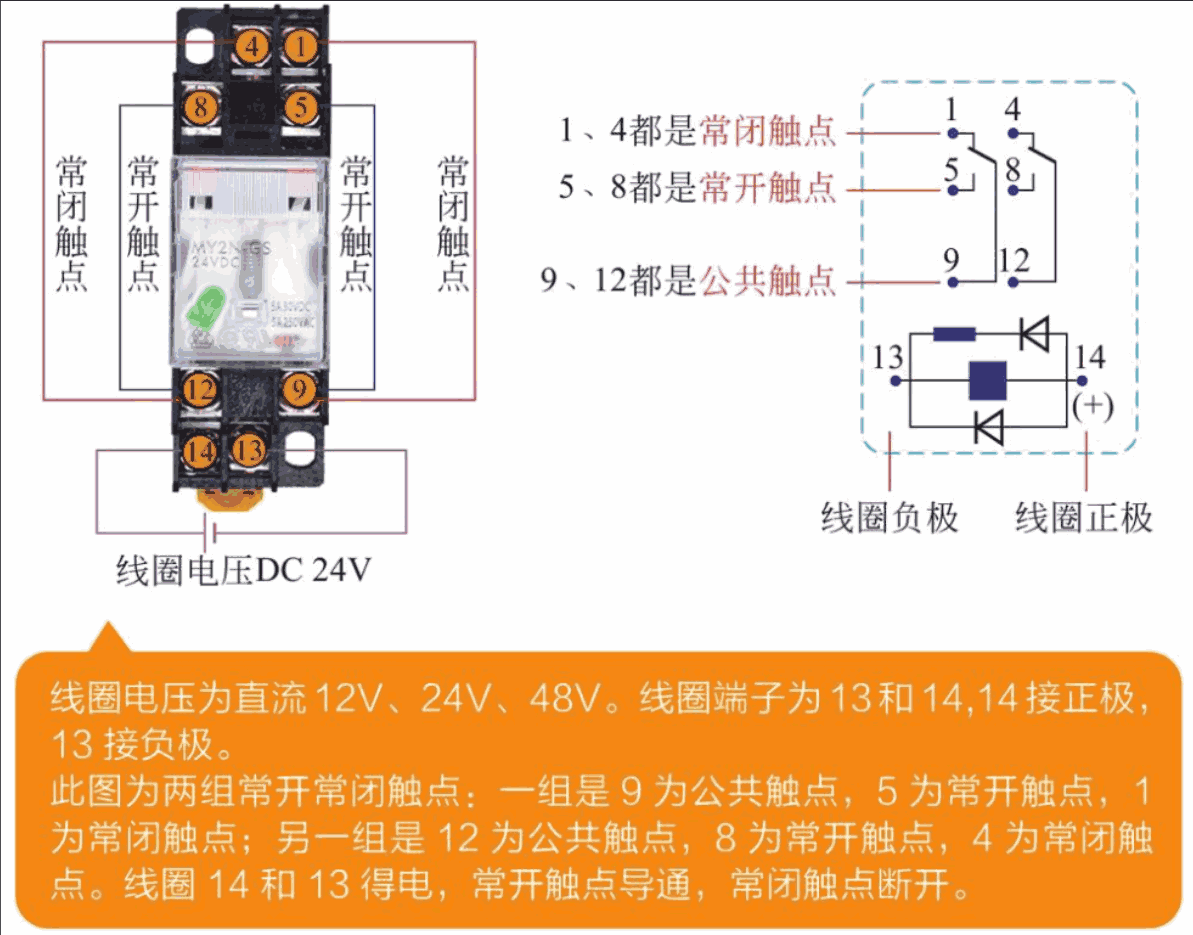 4 1
8 5
常闭触点
常开触点
常开触点
常闭触点
MY2N-GS
24VDC
5A 30VDC
5A 250VAC
12 9
14 13
线圈电压DC 24V
1 4
1、4都是常闭触点
5 8
5、8都是常开触点
9 12
9、12都是公共触点
13 14
(+)
线圈负极 线圈正极
线圈电压为直流 12V、24V、48V。线圈端子为 13 和 14,14 接正极，
13 接负极。
此图为两组常开常闭触点：一组是 9 为公共触点，5 为常开触点，1
为常闭触点；另一组是 12 为公共触点，8 为常开触点，4 为常闭触
点。线圈 14 和 13 得电，常开触点导通，常闭触点断开。